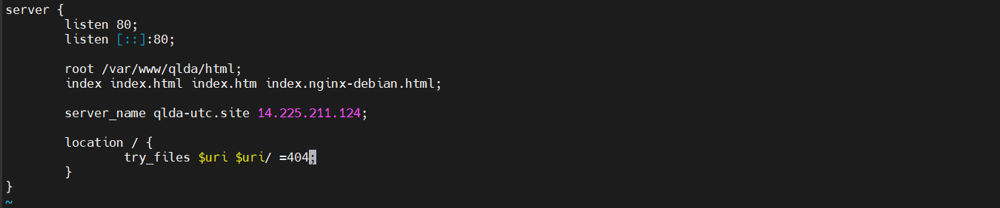 server {
        listen 80;
        listen [::]:80;

        root /var/www/qlda/html;
        index index.html index.htm index.nginx-debian.html;

        server_name qlda-utc.site 14.225.211.124;

        location / {
                try_files $uri $uri/ =404;
        }
}
~